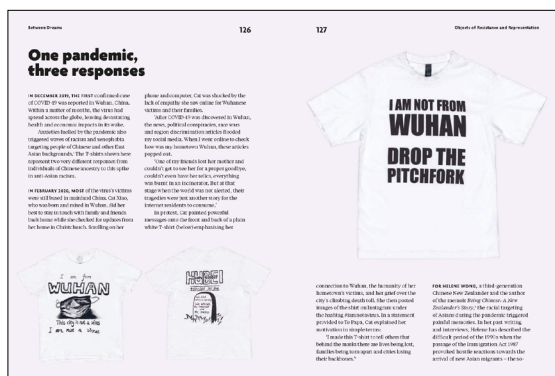 Between Dreams
126
127
Objects of Resistance and Representation
One pandemic,
three responses
IN DECEMBER 2019, THE FIRST confirmed case
of COVID-19 was reported in Wuhan, China.
Within a matter of months, the virus had
spread across the globe, leaving devastating
health and economic impacts in its wake.
Anxieties fuelled by the pandemic also
triggered waves of racism and xenophobia
targeting people of Chinese and other East
Asian backgrounds. The T-shirts shown here
represent two very different responses from
individuals of Chinese ancestry to this spike
in anti-Asian racism.
IN FEBRUARY 2020, MOST of the virus's victims
were still based in mainland China. Cat Xiao,
who was born and raised in Wuhan, did her
best to stay in touch with family and friends
back home while she checked for updates from
her home in Christchurch. Scrolling on her
phone and computer, Cat was shocked by the
lack of empathy she saw online for Wuhanese
victims and their families.
'After COVID-19 was discovered in Wuhan,
the news, political conspiracies, race wars
and region discrimination articles flooded
my social media. When I went online to check
how was my hometown Wuhan, these articles
popped out.
'One of my friends lost her mother and
couldn't get to see her for a proper goodbye,
couldn't even have her relics, everything
was burnt in an incinerator. But at that
stage when the world was not alerted, their
tragedies were just another story for the
internet residents to consume.'
In protest, Cat painted powerful
messages onto the front and back of a plain
white T-shirt (below) emphasising her
I am from
WUHAN
This city is not a virus
I am not a virus
HUBEI
I AM NOT FROM
WUHAN
DROP THE
PITCHFORK
connection to Wuhan, the humanity of her
hometown's victims, and her grief over the
city's climbing death toll. She then posted
images of the shirt on Instagram under
the hashtag #iamnotavirus. In a statement
provided to Te Papa, Cat explained her
motivation in simple terms:
'I made this T-shirt to tell others that
behind the masks there are lives being lost,
families being torn apart and cities losing
their backbones.'
FOR HELENE WONG, a third-generation
Chinese New Zealander and the author
of the memoir Being Chinese: A New
Zealander's Story, the racial targeting
of Asians during the pandemic triggered
painful memories. In her past writing
and interviews, Helene has described the
difficult period of the 1990s when the
passage of the Immigration Act 1987
provoked hostile reactions towards the
arrival of new Asian migrants – the so-